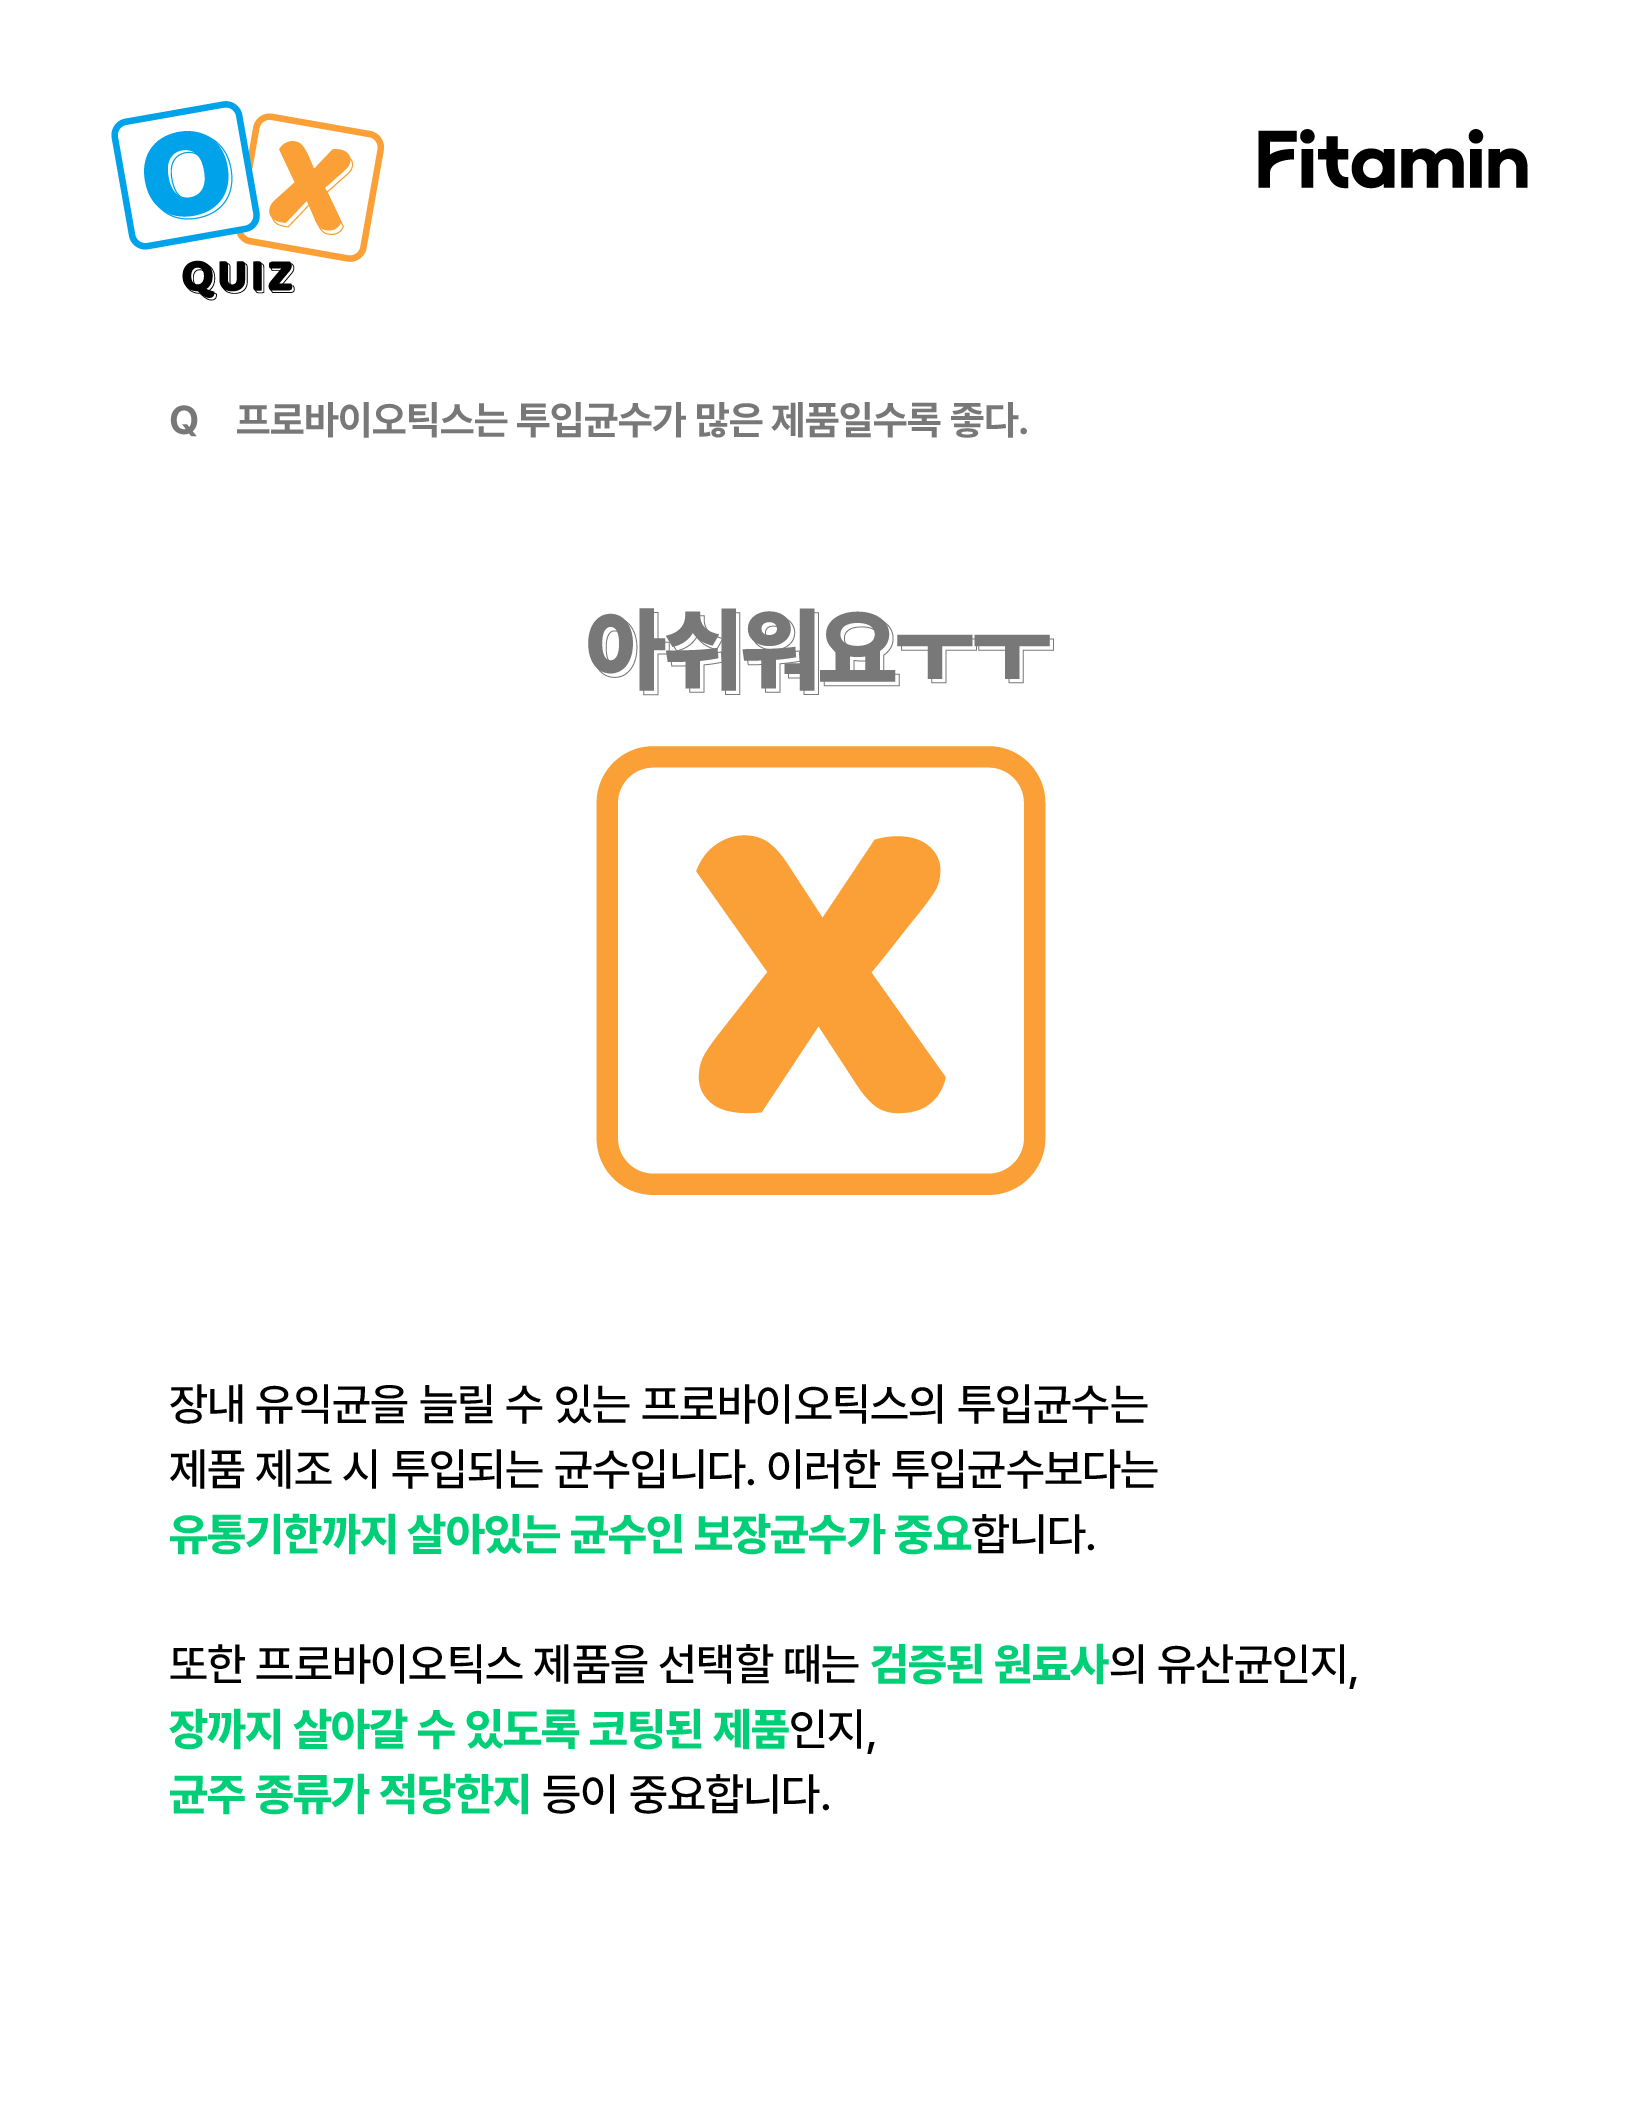 O X
QUIZ
Fitamin
Q 프로바이오틱스는 투입균수가 많은 제품일수록 좋다.
아쉬워요ㅜㅜ
X
장내 유익균을 늘릴 수 있는 프로바이오틱스의 투입균수는
제품 제조 시 투입되는 균수입니다. 이러한 투입균수보다는
유통기한까지 살아있는 균수인 보장균수가 중요합니다.
또한 프로바이오틱스 제품을 선택할 때는 검증된 원료사의 유산균인지,
장까지 살아갈 수 있도록 코팅된 제품인지,
균주 종류가 적당한지 등이 중요합니다.